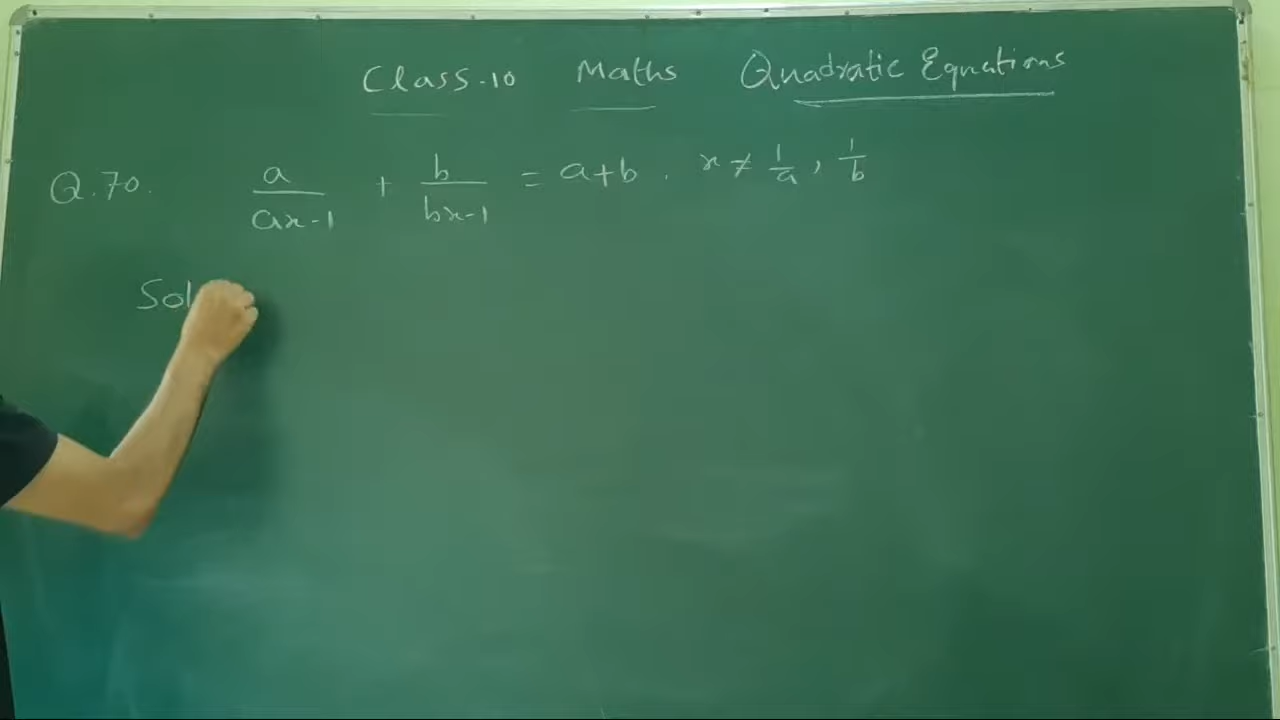 Class-10 Maths Quadratic Equations
Q.70. a/(ax-1) + b/(bx-1) = a+b. x ≠ 1/a, 1/b
Sol